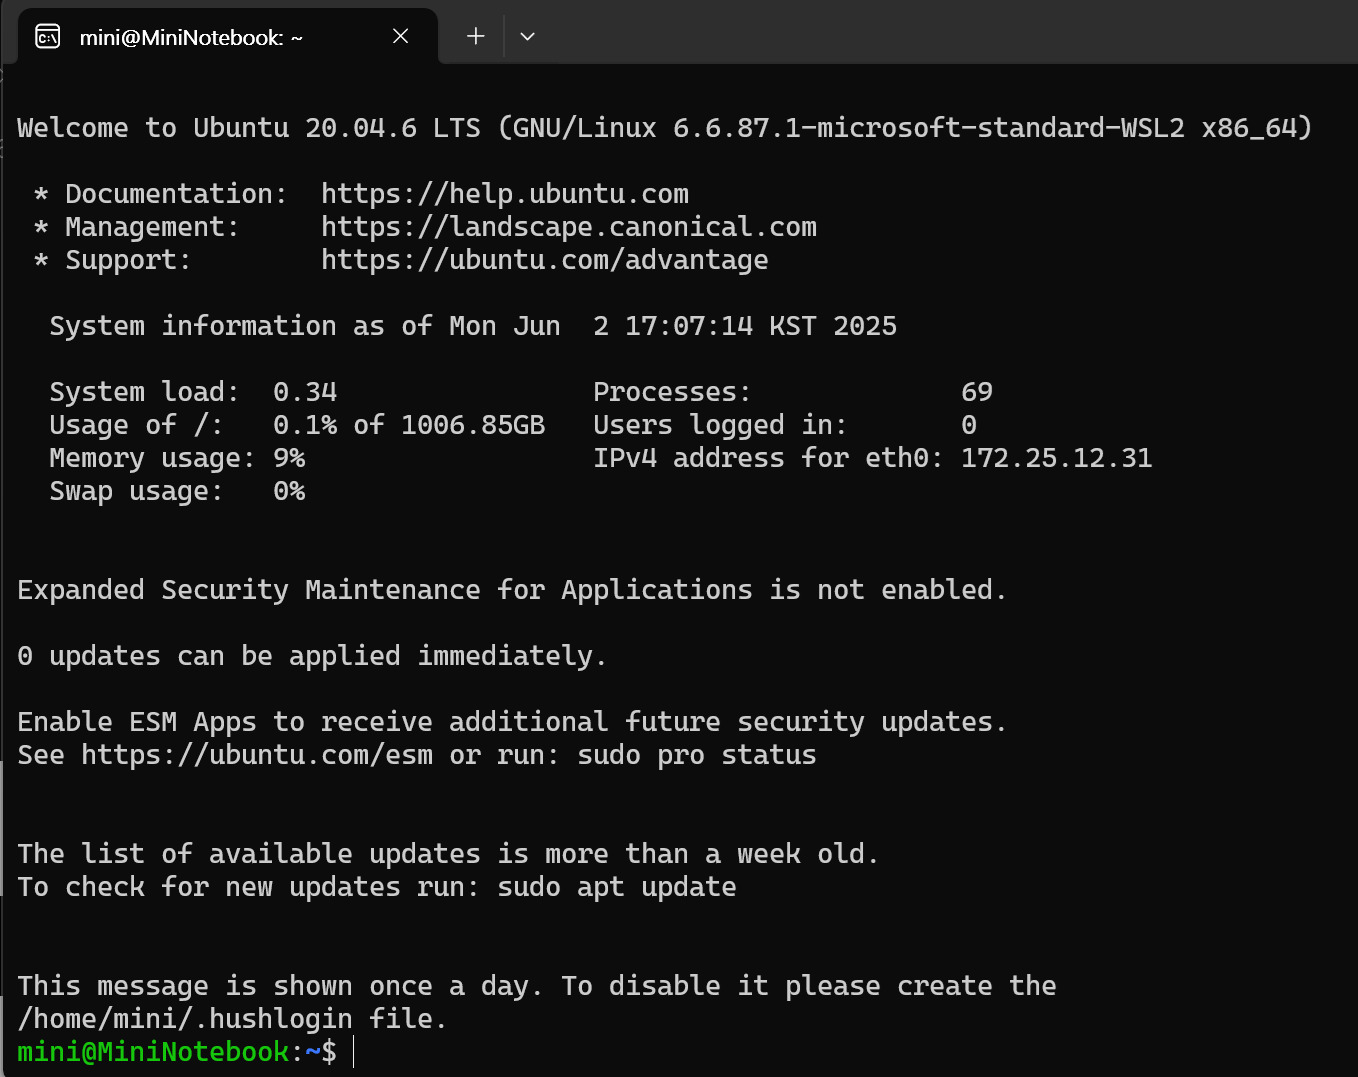 mini@MiniNotebook: ~
Welcome to Ubuntu 20.04.6 LTS (GNU/Linux 6.6.87.1-microsoft-standard-WSL2 x86_64)
* Documentation:  https://help.ubuntu.com
* Management:     https://landscape.canonical.com
* Support:        https://ubuntu.com/advantage
System information as of Mon Jun  2 17:07:14 KST 2025
System load:  0.34                Processes:             69
Usage of /:   0.1% of 1006.85GB   Users logged in:       0
Memory usage: 9%                  IPv4 address for eth0: 172.25.12.31
Swap usage:   0%
Expanded Security Maintenance for Applications is not enabled.
0 updates can be applied immediately.
Enable ESM Apps to receive additional future security updates.
See https://ubuntu.com/esm or run: sudo pro status
The list of available updates is more than a week old.
To check for new updates run: sudo apt update
This message is shown once a day. To disable it please create the
/home/mini/.hushlogin file.
mini@MiniNotebook:~$